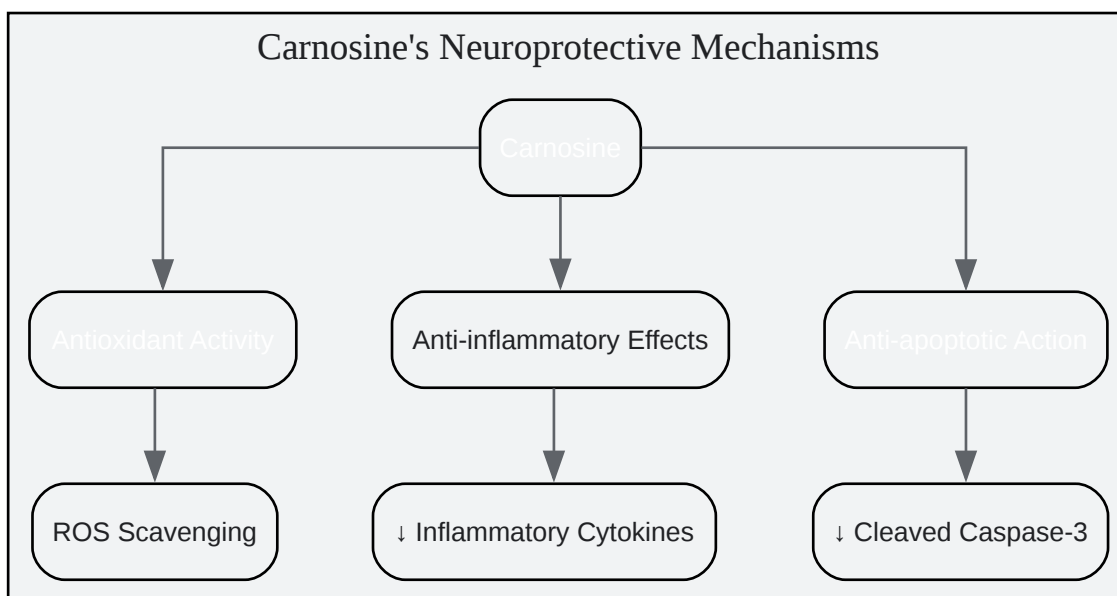 Carnosine's Neuroprotective Mechanisms
Carnosine
Antioxidant Activity
Anti-inflammatory Effects
Anti-apoptotic Action
ROS Scavenging
↓ Inflammatory Cytokines
↓ Cleaved Caspase-3